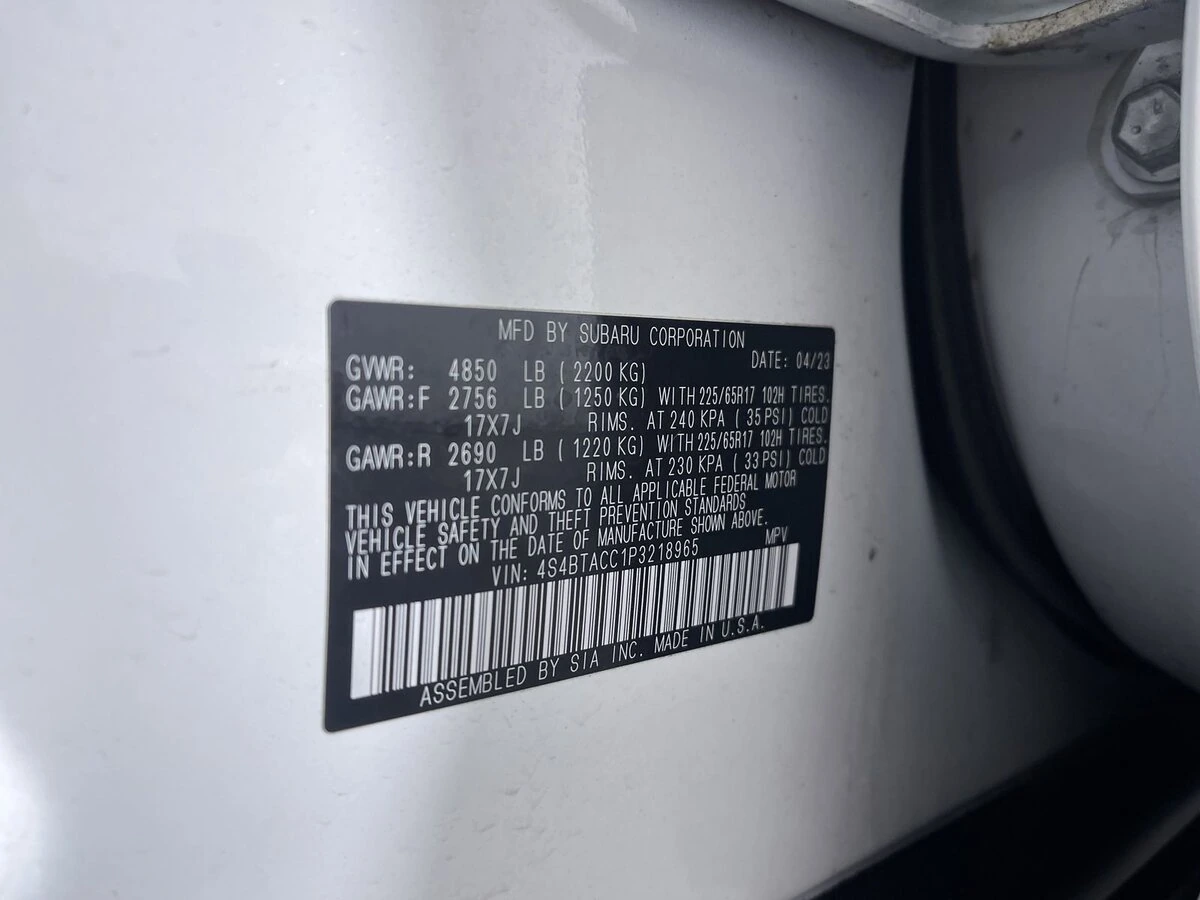 MFD BY SUBARU CORPORATION
DATE: 04/23
GVWR: 4850 LB ( 2200 KG)
GAWR:F 2756 LB ( 1250 KG) WITH 225/65R17 102H TIRES.
17X7J RIMS. AT 240 KPA ( 35 PSI) COLD
GAWR:R 2690 LB ( 1220 KG) WITH 225/65R17 102H TIRES.
17X7J RIMS. AT 230 KPA ( 33 PSI) COLD
THIS VEHICLE CONFORMS TO ALL APPLICABLE FEDERAL MOTOR
VEHICLE SAFETY AND THEFT PREVENTION STANDARDS
IN EFFECT ON THE DATE OF MANUFACTURE SHOWN ABOVE.
VIN: 4S4BTACC1P3218965 MPV
ASSEMBLED BY SIA INC. MADE IN U.S.A.